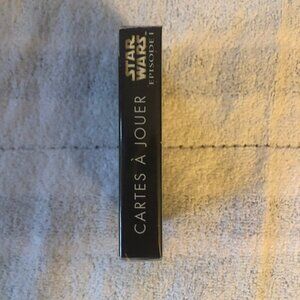 STAR
WARS
EPISODE I
CARTES À JOUER